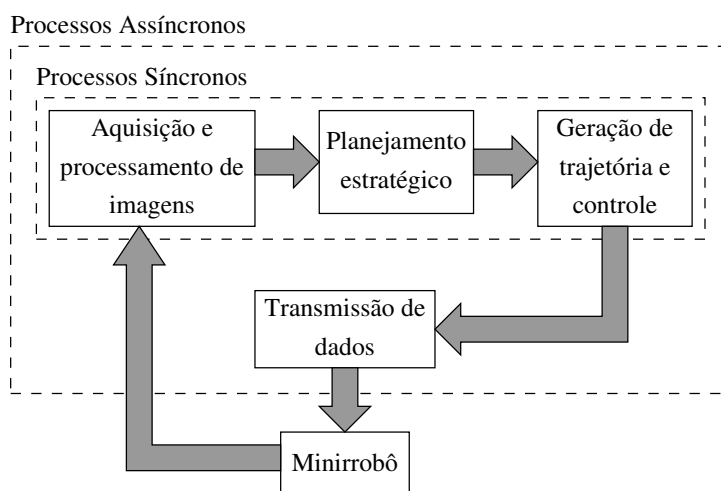 Processos Assíncronos
Processos Síncronos
Aquisição e
processamento de
imagens
Planejamento
estratégico
Geração de
trajetória e
controle
Transmissão de
dados
Minirrobô